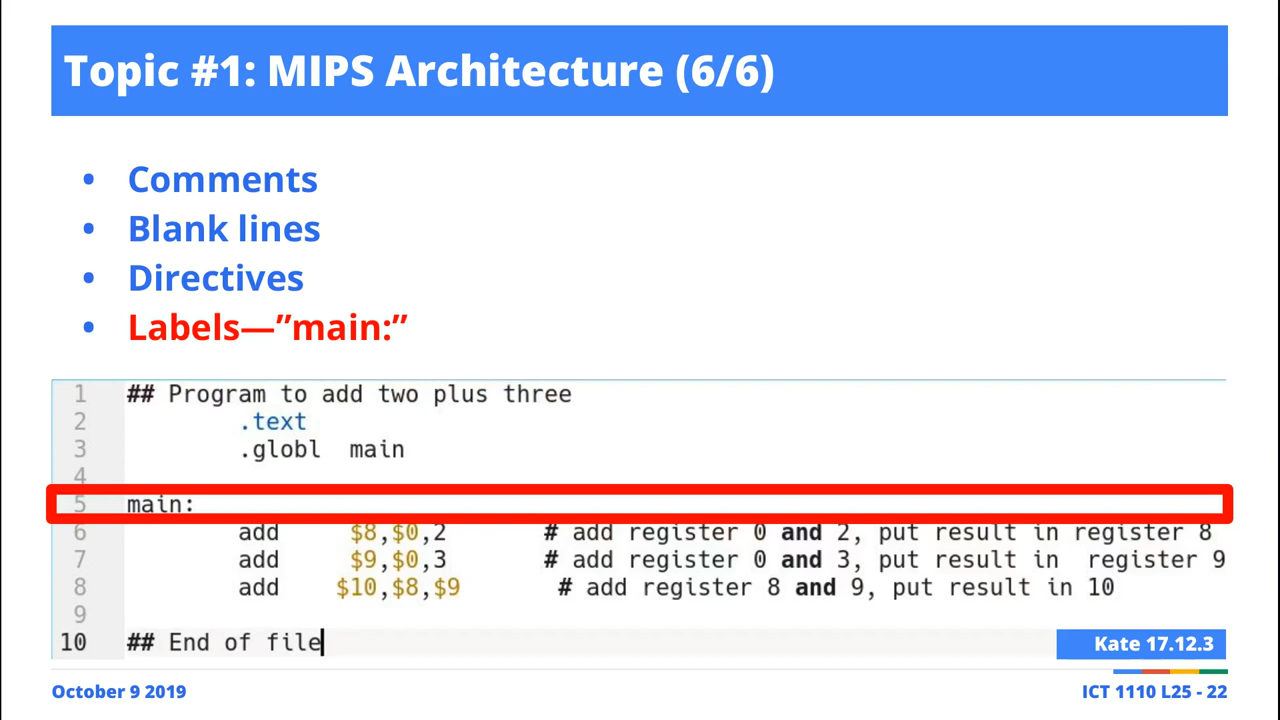 Topic #1: MIPS Architecture (6/6)
• Comments
• Blank lines
• Directives
• Labels—”main:”
1 ## Program to add two plus three
2 .text
3 .globl main
4
5 main:
6 add $8,$0,2 # add register 0 and 2, put result in register 8
7 add $9,$0,3 # add register 0 and 3, put result in register 9
8 add $10,$8,$9 # add register 8 and 9, put result in 10
9
10 ## End of file
Kate 17.12.3
October 9 2019
ICT 1110 L25 - 22